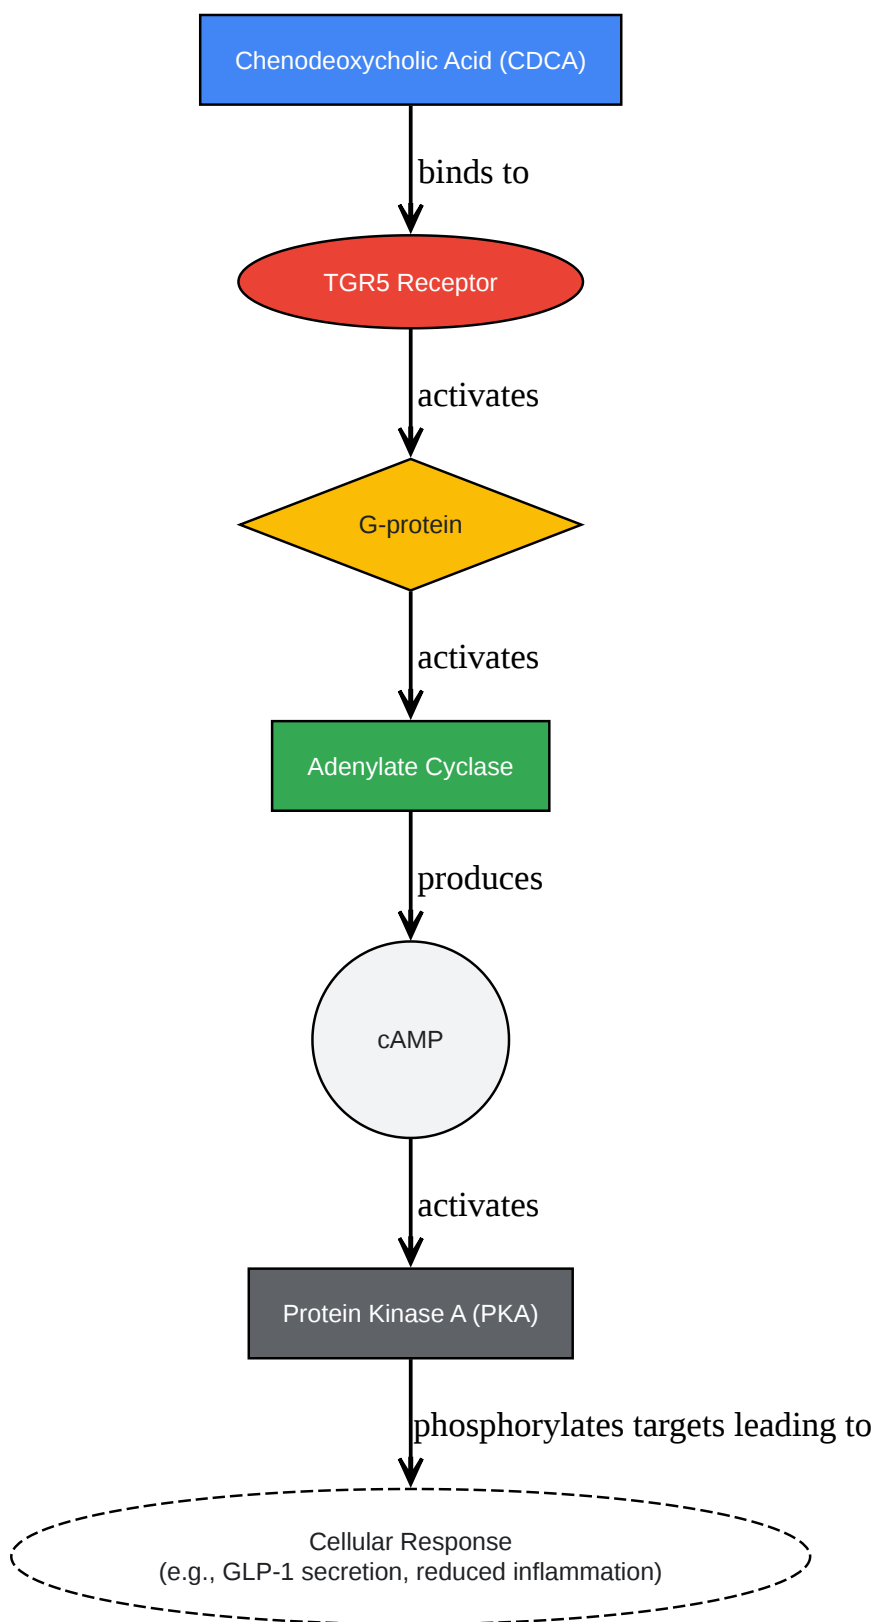 Chenodeoxycholic Acid (CDCA)
binds to
TGR5 Receptor
activates
G-protein
activates
Adenylate Cyclase
produces
cAMP
activates
Protein Kinase A (PKA)
phosphorylates targets leading to
Cellular Response
(e.g., GLP-1 secretion, reduced inflammation)